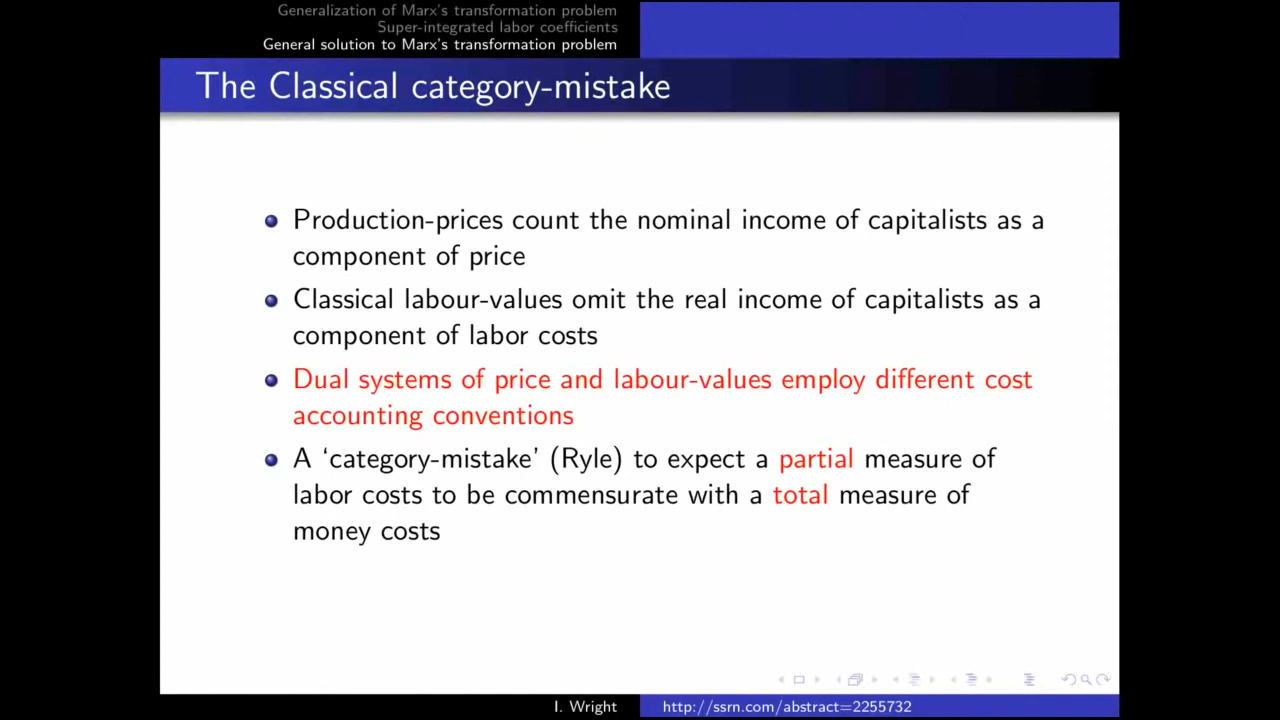 Generalization of Marx's transformation problem
Super-integrated labor coefficients
General solution to Marx's transformation problem
The Classical category-mistake
Production-prices count the nominal income of capitalists as a
component of price
Classical labour-values omit the real income of capitalists as a
component of labor costs
Dual systems of price and labour-values employ different cost
accounting conventions
A ‘category-mistake’ (Ryle) to expect a partial measure of
labor costs to be commensurate with a total measure of
money costs
I. Wright
http://ssrn.com/abstract=2255732